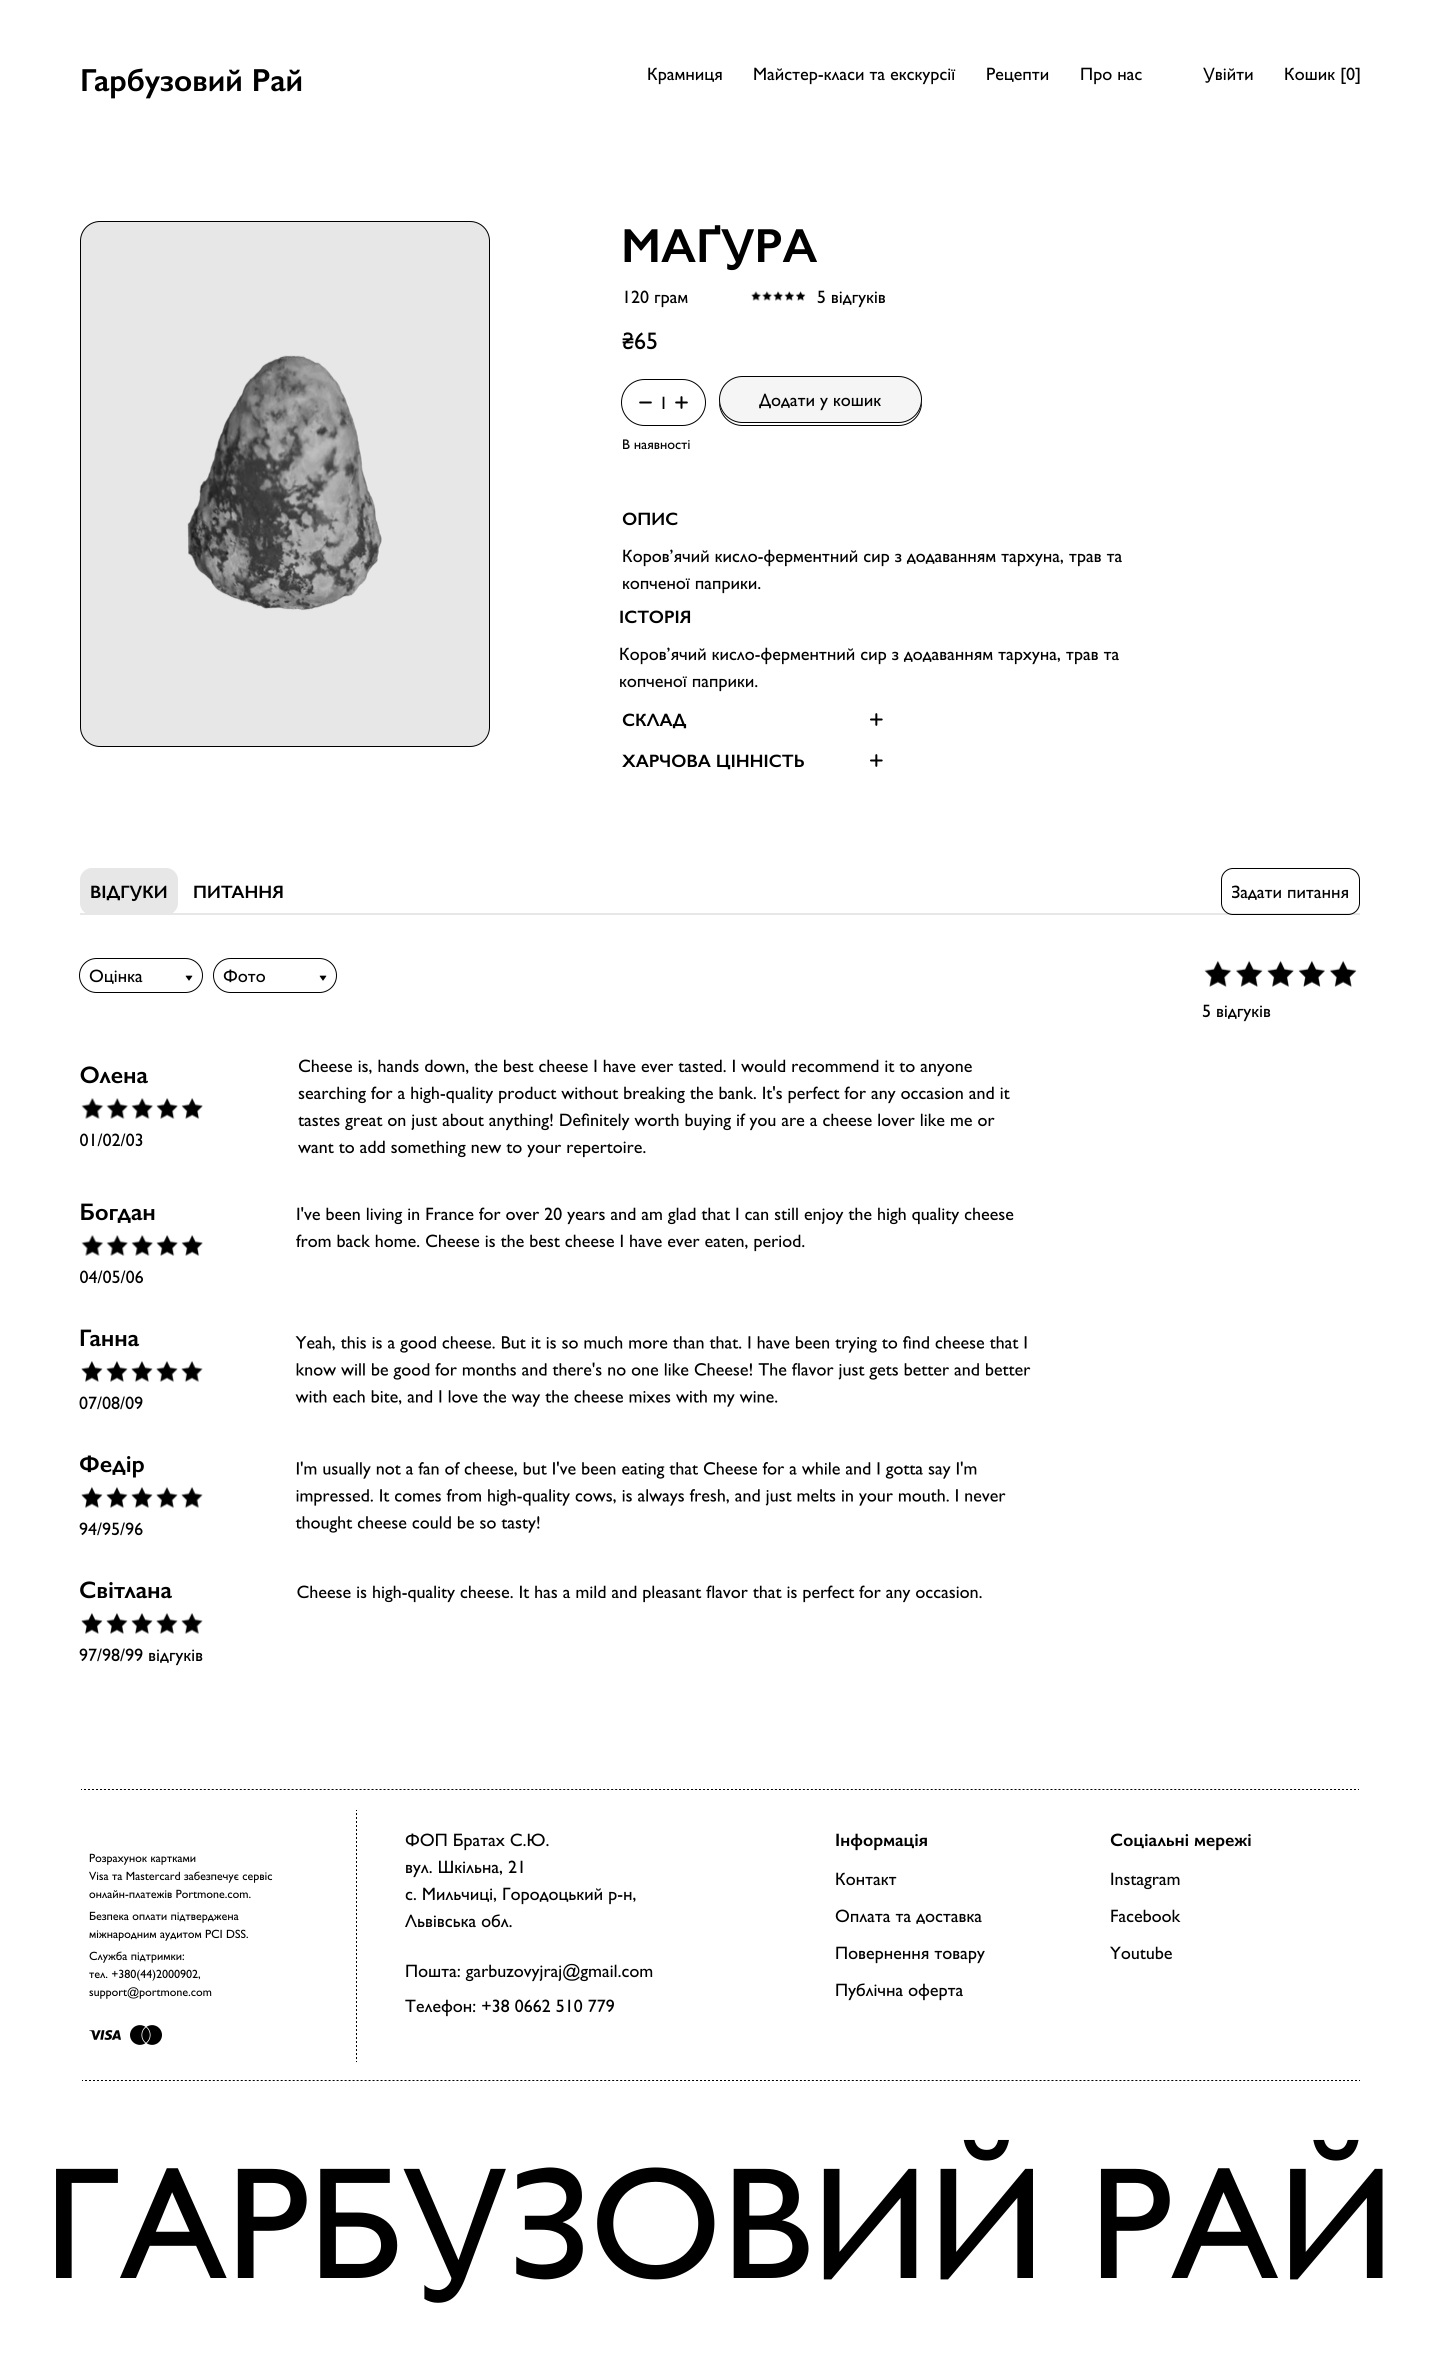 Гарбузовий Рай
Крамниця Майстер-класи та екскурсії Рецепти Про нас Увійти Кошик [0]
МАҐУРА
120 грам 5 відгуків
₴65
1
Додати у кошик
В наявності
ОПИС
Коров’ячий кисло-ферментний сир з додаванням тархуна, трав та
копченої паприки.
ІСТОРІЯ
Коров’ячий кисло-ферментний сир з додаванням тархуна, трав та
копченої паприки.
СКЛАД +
ХАРЧОВА ЦІННІСТЬ +
ВІДГУКИ ПИТАННЯ Задати питання
Оцінка Фото
5 відгуків
Олена
01/02/03
Cheese is, hands down, the best cheese I have ever tasted. I would recommend it to anyone
searching for a high-quality product without breaking the bank. It's perfect for any occasion and it
tastes great on just about anything! Definitely worth buying if you are a cheese lover like me or
want to add something new to your repertoire.
Богдан
04/05/06
I've been living in France for over 20 years and am glad that I can still enjoy the high quality cheese
from back home. Cheese is the best cheese I have ever eaten, period.
Ганна
07/08/09
Yeah, this is a good cheese. But it is so much more than that. I have been trying to find cheese that I
know will be good for months and there's no one like Cheese! The flavor just gets better and better
with each bite, and I love the way the cheese mixes with my wine.
Федір
94/95/96
I'm usually not a fan of cheese, but I've been eating that Cheese for a while and I gotta say I'm
impressed. It comes from high-quality cows, is always fresh, and just melts in your mouth. I never
thought cheese could be so tasty!
Світлана
97/98/99 відгуків
Cheese is high-quality cheese. It has a mild and pleasant flavor that is perfect for any occasion.
Розрахунок картками
Visa та Mastercard забезпечує сервіс
онлайн-платежів Portmone.com.
Безпека оплати підтверджена
міжнародним аудитом PCI DSS.
Служба підтримки:
тел. +380(44)2000902,
support@portmone.com
VISA
ФОП Братах С.Ю.
вул. Шкільна, 21
с. Мильчиці, Городоцький р-н,
Львівська обл.
Пошта: garbuzovyjraj@gmail.com
Телефон: +38 0662 510 779
Інформація
Контакт
Оплата та доставка
Повернення товару
Публічна оферта
Соціальні мережі
Instagram
Facebook
Youtube
ГАРБУЗОВИЙ РАЙ